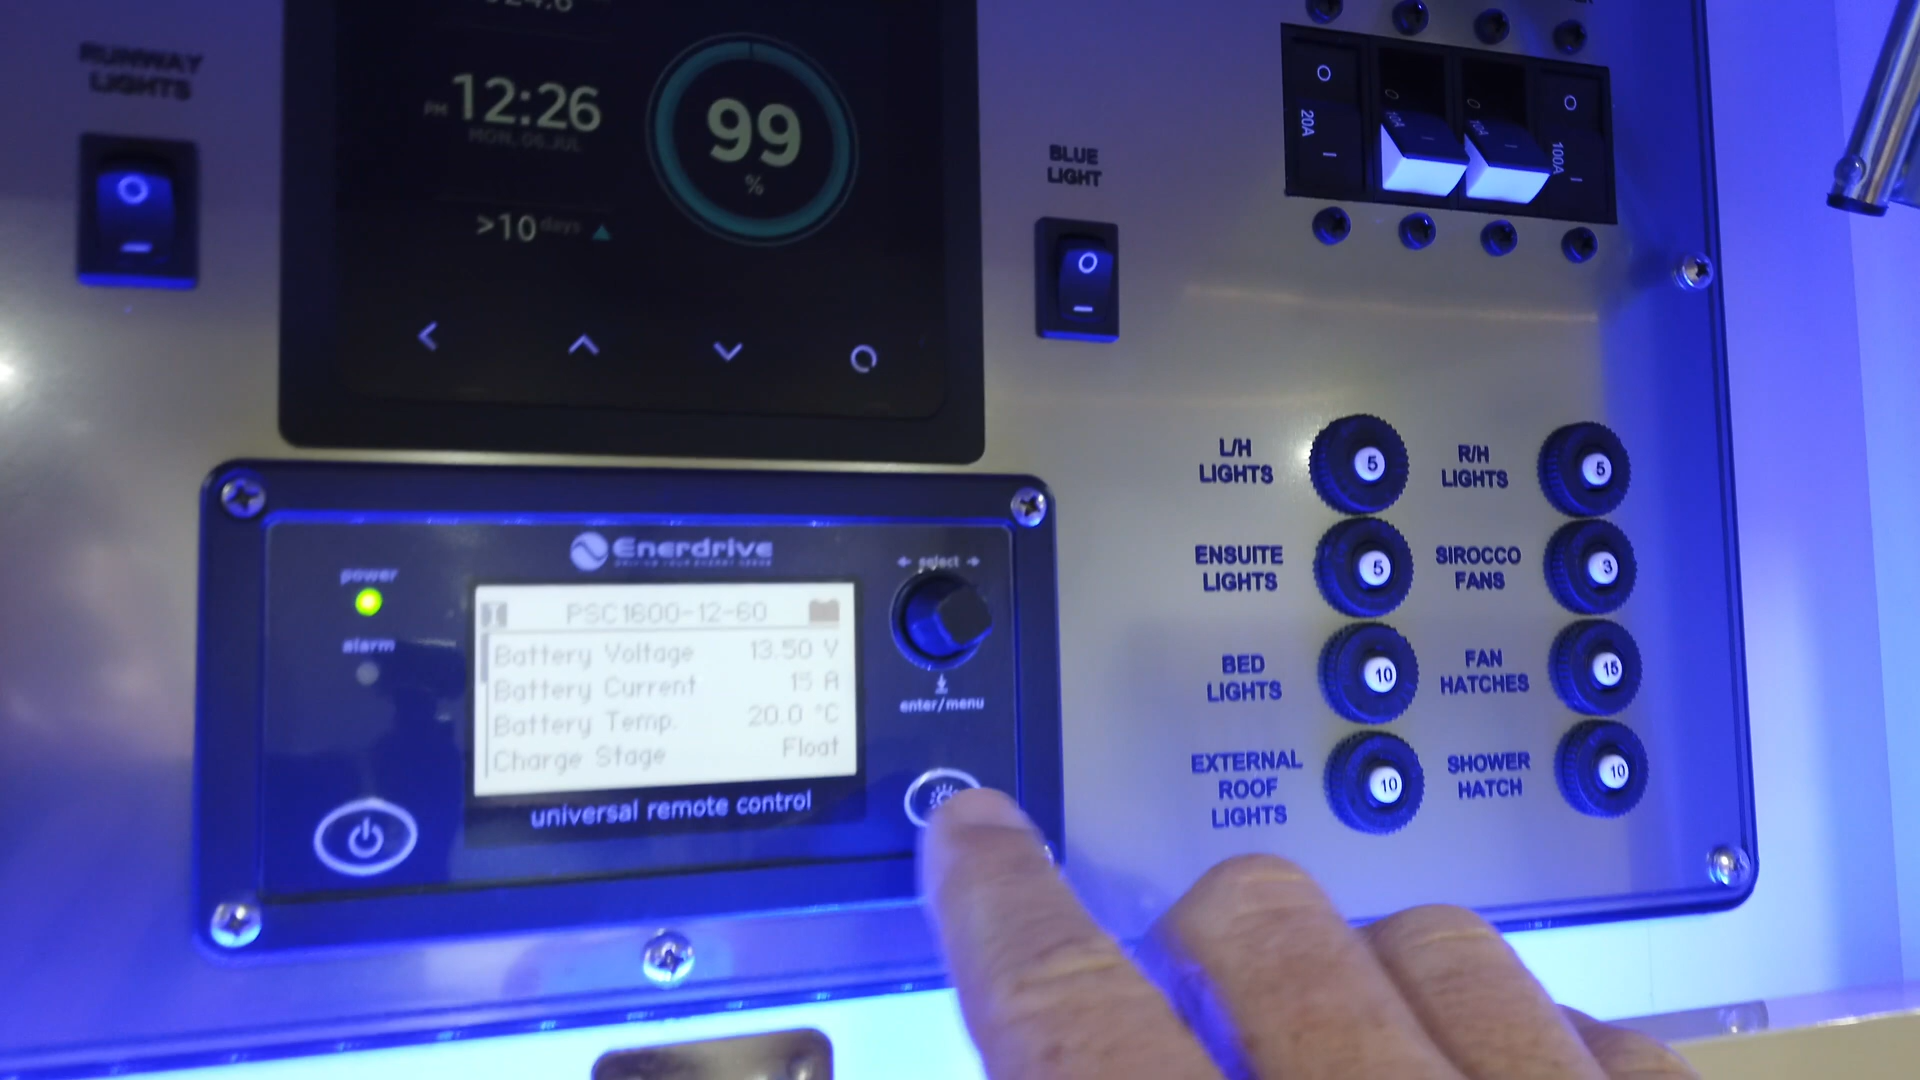 RUNWAY
LIGHTS
PM 12:26
MON, 06 JUL
99
%
>10 days
BLUE
LIGHT
20A
10A
10A
100A
L/H
LIGHTS
5
R/H
LIGHTS
5
ENSUITE
LIGHTS
5
SIROCCO
FANS
3
BED
LIGHTS
10
FAN
HATCHES
15
EXTERNAL
ROOF
LIGHTS
10
SHOWER
HATCH
10
Enerdrive
power
alarm
select
enter/menu
PSC1600-12-60
Battery Voltage 13.50 V
Battery Current 15 A
Battery Temp. 20.0 °C
Charge Stage Float
universal remote control